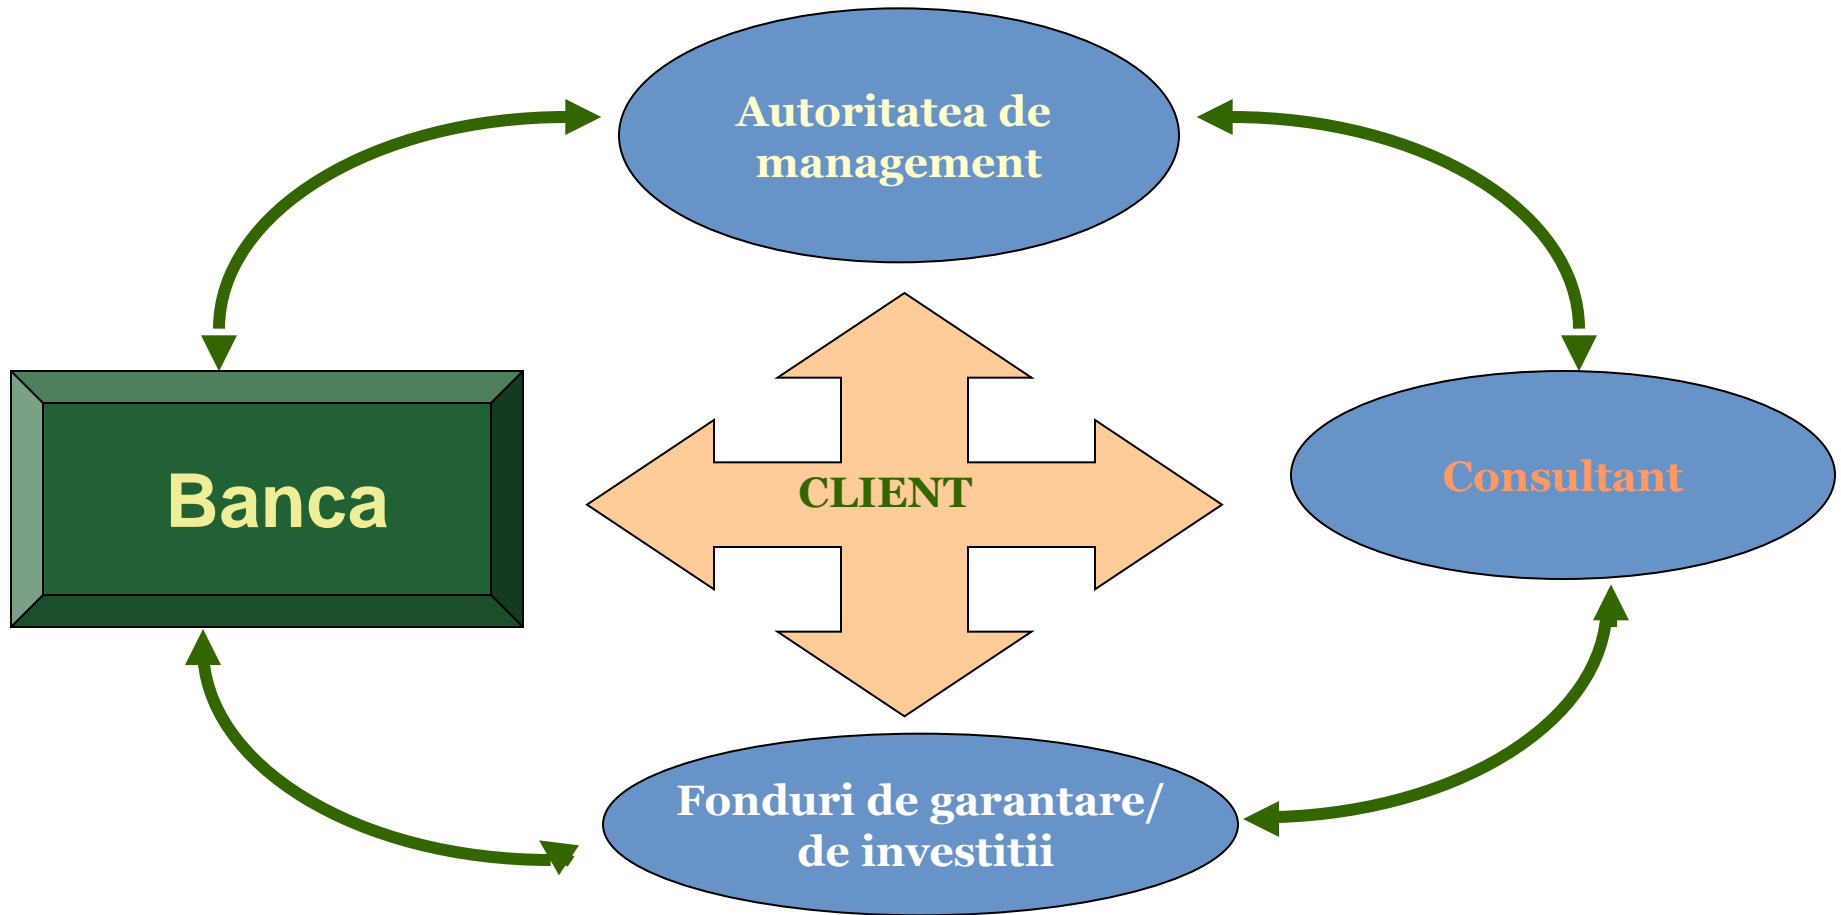 Autoritatea de
management
Banca
CLIENT
Consultant
Fonduri de garantare/
de investitii